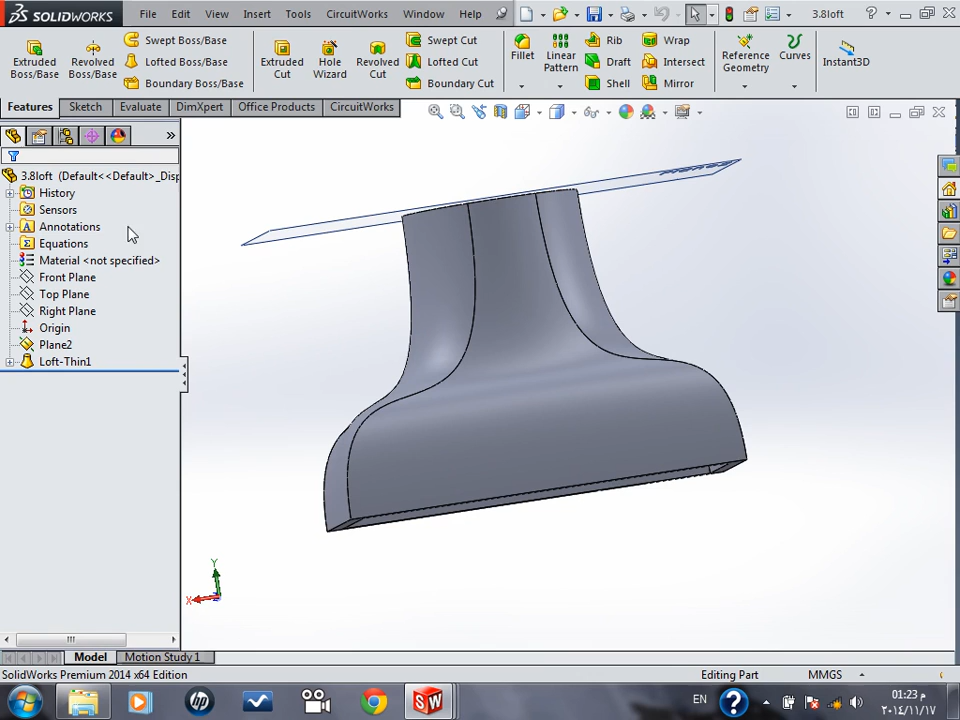 SOLIDWORKS File Edit View Insert Tools CircuitWorks Window Help 3.8loft
Extruded Boss/Base
Revolved Boss/Base
Swept Boss/Base
Lofted Boss/Base
Boundary Boss/Base
Extruded Cut
Hole Wizard
Revolved Cut
Swept Cut
Lofted Cut
Boundary Cut
Fillet
Linear Pattern
Rib
Draft
Shell
Wrap
Intersect
Mirror
Reference Geometry
Curves
Instant3D
Features Sketch Evaluate DimXpert Office Products CircuitWorks
3.8loft (Default<<Default>_Disp
History
Sensors
Annotations
Equations
Material <not specified>
Front Plane
Top Plane
Right Plane
Origin
Plane2
Loft-Thin1
Y
X
Model Motion Study 1
SolidWorks Premium 2014 x64 Edition Editing Part MMGS
EN 01:23 م
٢٠١٤/١١/١٧